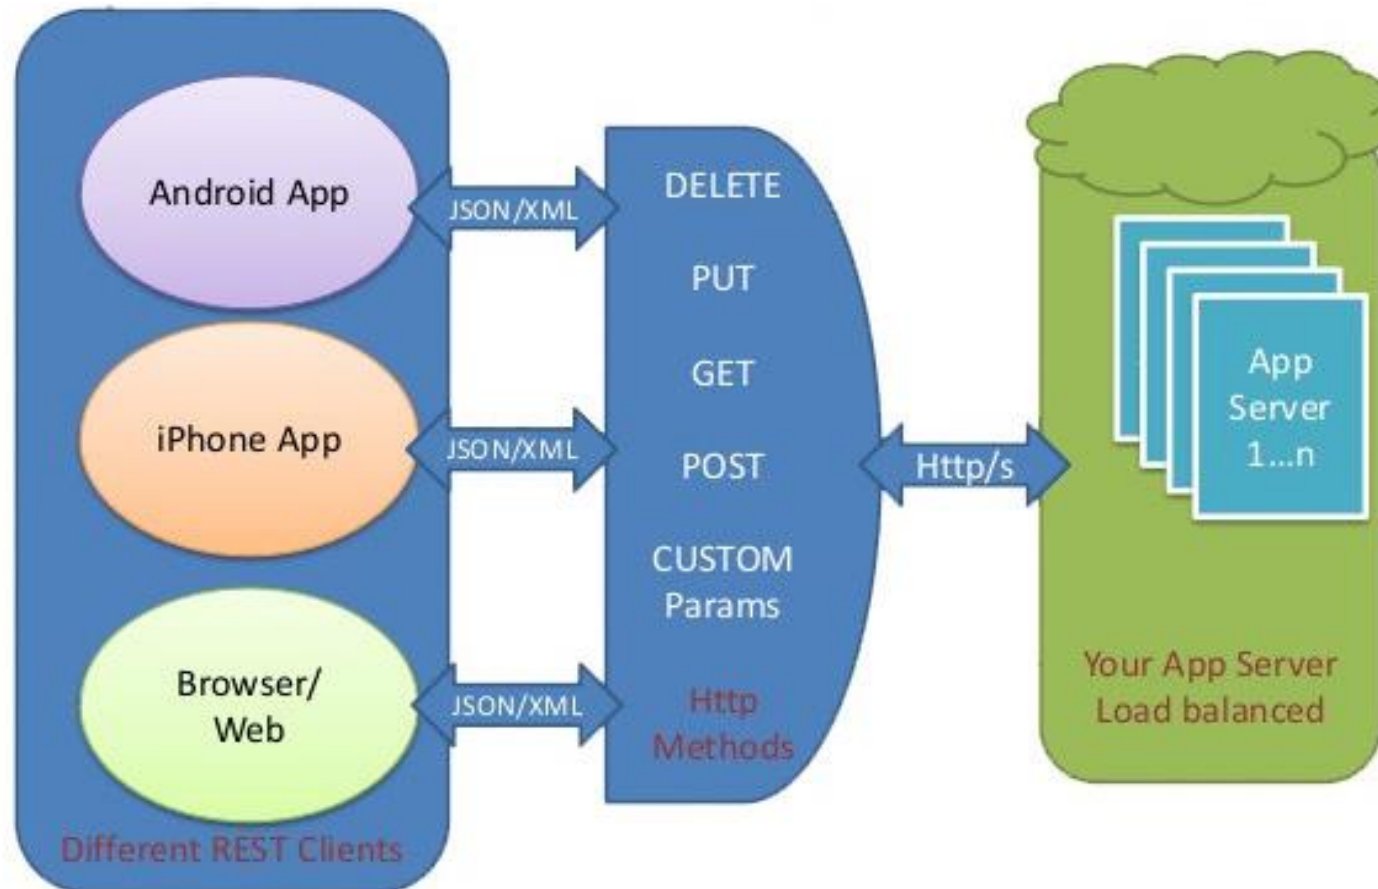 Android App
JSON/XML
iPhone App
JSON/XML
Browser/
Web
JSON/XML
Different REST Clients
DELETE
PUT
GET
POST
CUSTOM
Params
Http
Methods
Http/s
App
Server
1...n
Your App Server
Load balanced